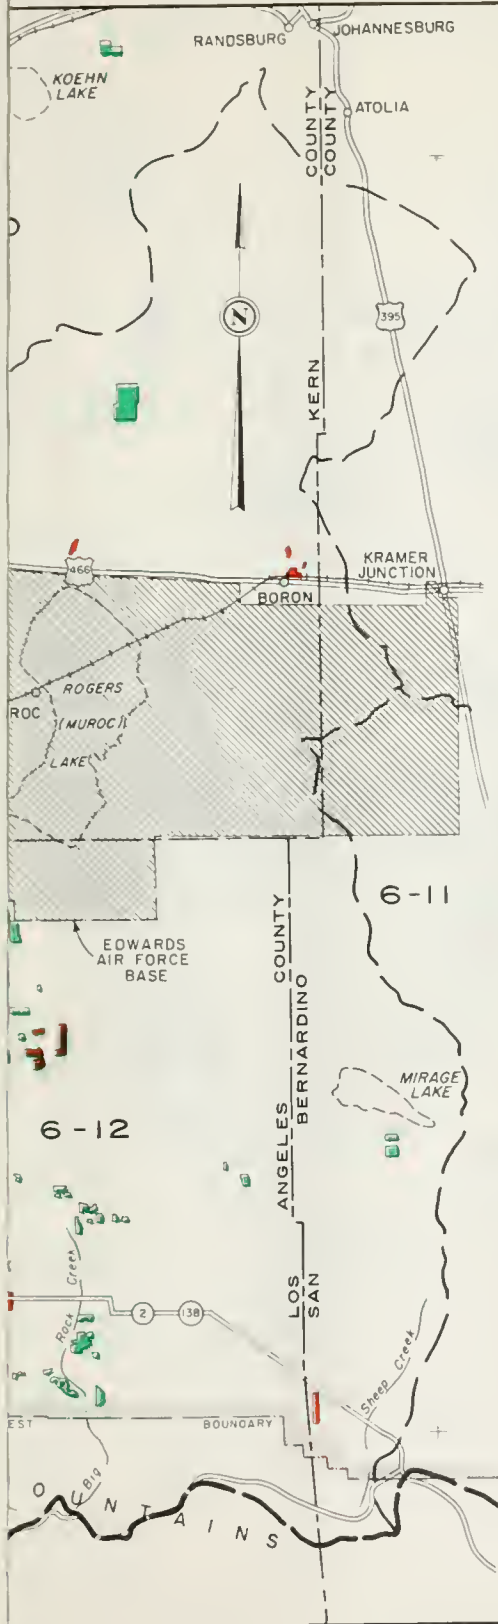 RANDSBURG
JOHANNESBURG
KOEHN
LAKE
ATOLIA
COUNTY
COUNTY
N
395
KERN
466
KRAMER
JUNCTION
BORON
ROC
ROGERS
(MUROC)
LAKE
6-11
EDWARDS
AIR FORCE
BASE
ANGELES COUNTY
BERNARDINO
MIRAGE
LAKE
6-12
LOS
SAN
Rock Creek
2
138
Sheep Creek
EST
BOUNDARY
Big
O U N T A I N S